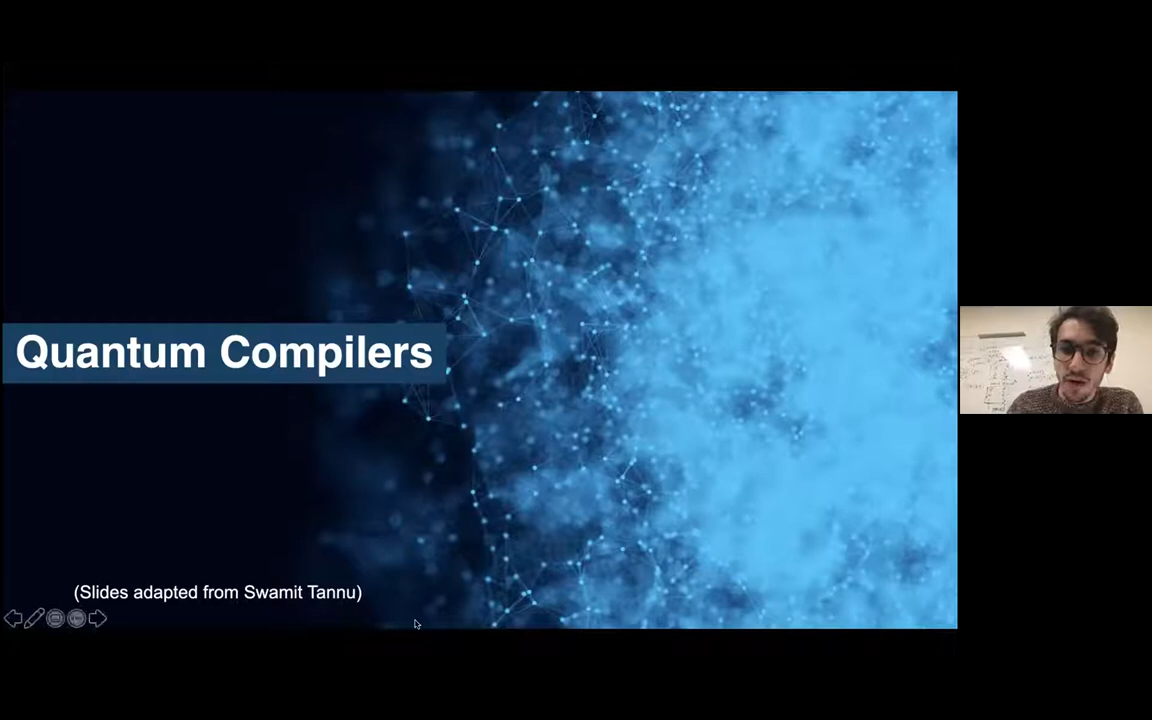 Quantum Compilers
(Slides adapted from Swamit Tannu)